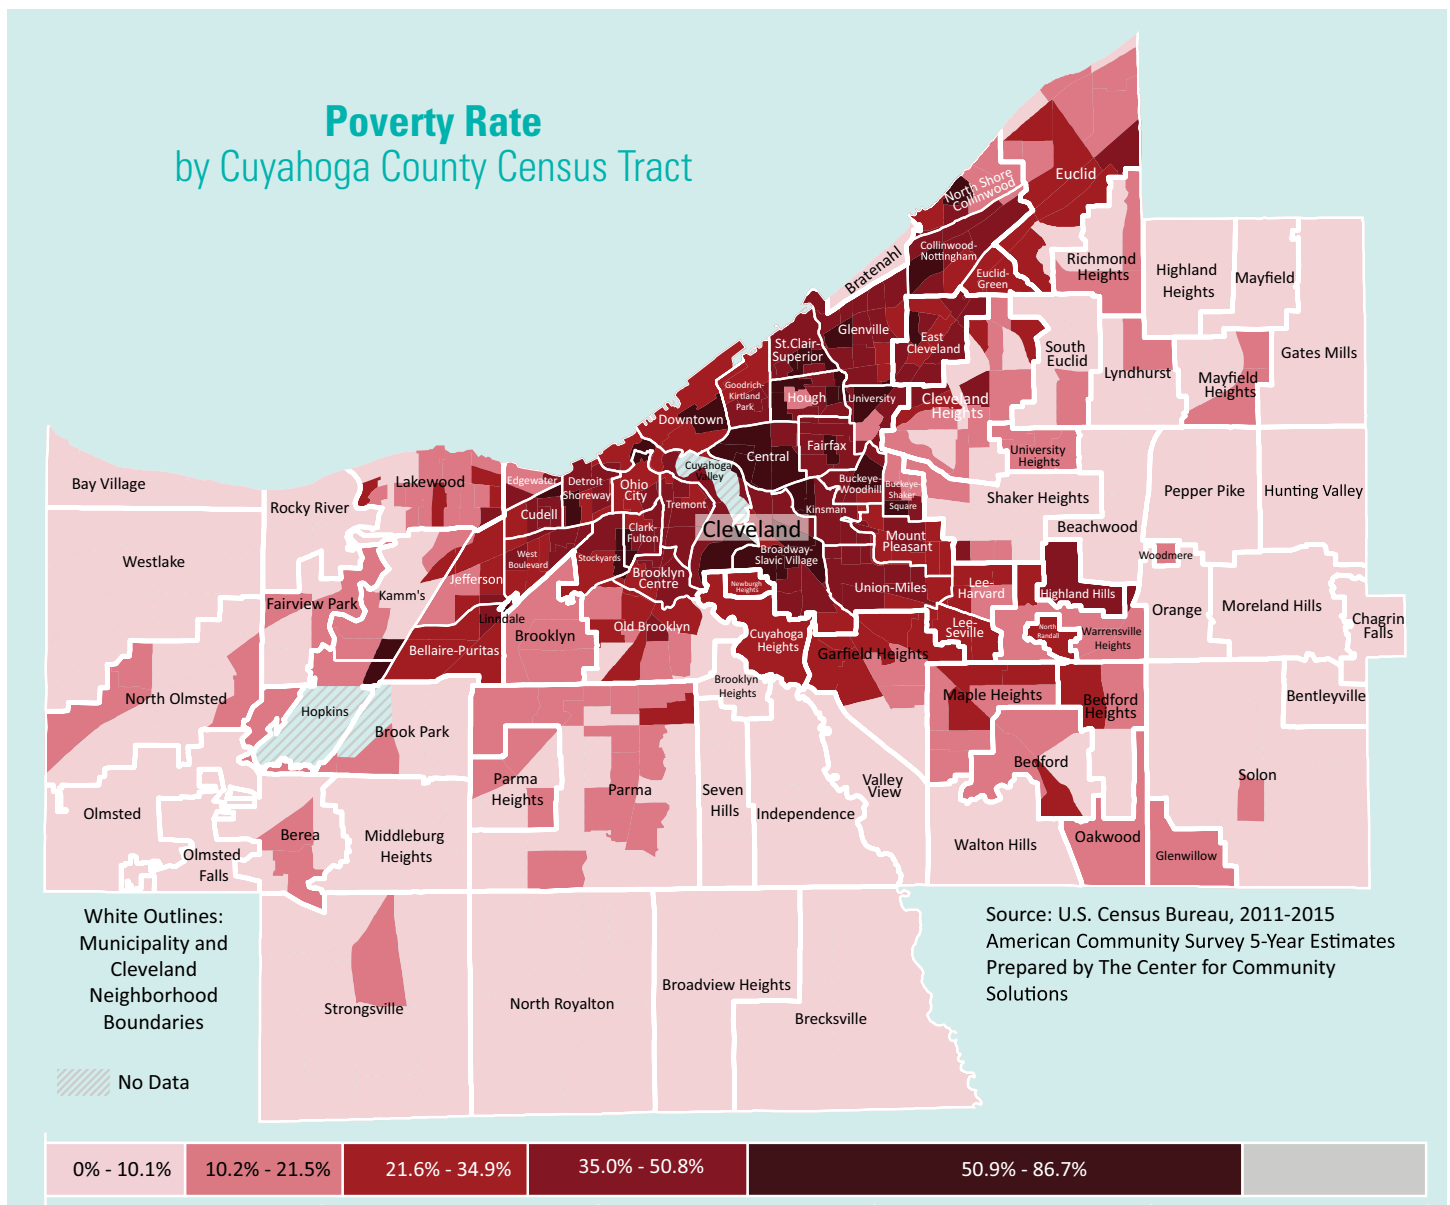 Poverty Rate
by Cuyahoga County Census Tract
Euclid
North Shore
Collinwood
Collinwood-
Nottingham
Bratenahl
Euclid-
Green
Richmond
Heights
Highland
Heights
Mayfield
Glenville
East
Cleveland
St.Clair-
Superior
South
Euclid
Lyndhurst
Mayfield
Heights
Gates Mills
Goodrich-
Kirtland
Park
Hough
University
Cleveland
Heights
Downtown
Fairfax
Central
University
Heights
Cuyahoga
Valley
Buckeye-
Woodhill
Buckeye-
Shaker
Square
Shaker Heights
Beachwood
Pepper Pike
Hunting Valley
Bay Village
Rocky River
Lakewood
Edgewater
Detroit
Shoreway
Ohio
City
Cudell
Tremont
Kinsman
Cleveland
Clark-
Fulton
Mount
Pleasant
Westlake
West
Boulevard
Stockyards
Broadway-
Slavic Village
Woodmere
Jefferson
Brooklyn
Centre
Newburgh
Heights
Union-Miles
Lee-
Harvard
Highland Hills
Fairview Park
Kamm's
Linndale
Brooklyn
Old Brooklyn
Cuyahoga
Heights
Lee-
Seville
North
Randall
Warrensville
Heights
Orange
Moreland Hills
Chagrin
Falls
Bellaire-Puritas
Garfield Heights
North Olmsted
Hopkins
Brook Park
Brooklyn
Heights
Maple Heights
Bedford
Heights
Bentleyville
Olmsted
Parma
Heights
Parma
Seven
Hills
Independence
Valley
View
Bedford
Solon
Olmsted
Falls
Berea
Middleburg
Heights
Walton Hills
Oakwood
Glenwillow
Strongsville
North Royalton
Broadview Heights
Brecksville
White Outlines:
Municipality and
Cleveland
Neighborhood
Boundaries
No Data
Source: U.S. Census Bureau, 2011-2015
American Community Survey 5-Year Estimates
Prepared by The Center for Community
Solutions
0% - 10.1%
10.2% - 21.5%
21.6% - 34.9%
35.0% - 50.8%
50.9% - 86.7%